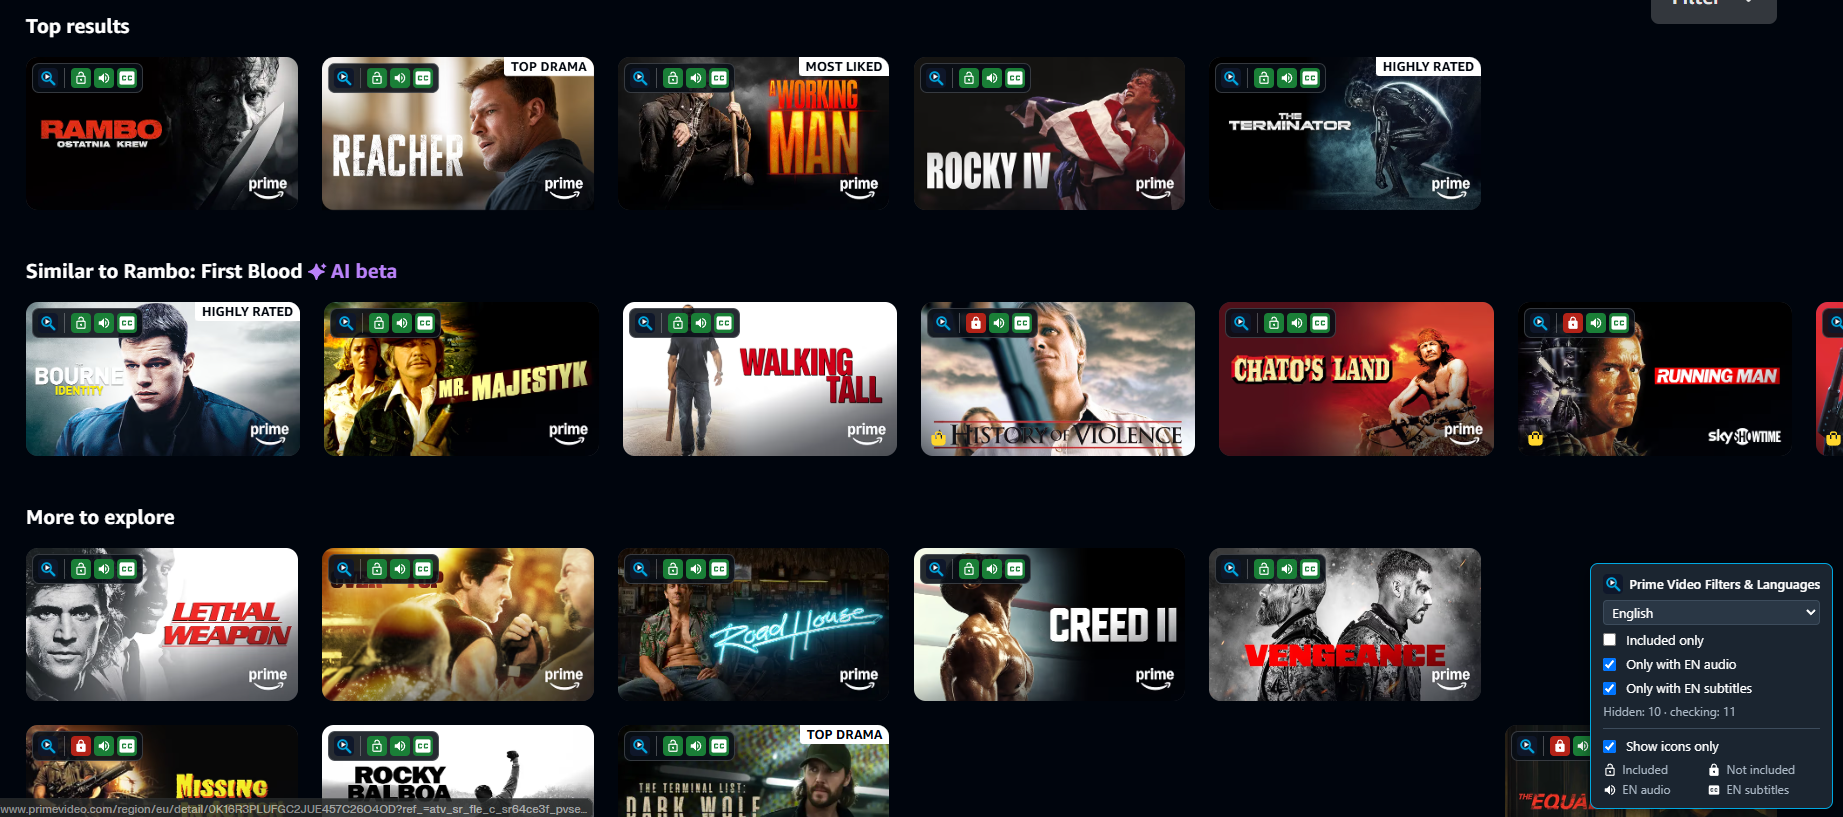 Filter
Top results
RAMBO
OSTATNIA KREW
prime
TOP DRAMA
REACHER
prime
MOST LIKED
A WORKING
MAN
prime
ROCKY IV
prime
HIGHLY RATED
THE
TERMINATOR
prime
Similar to Rambo: First Blood AI beta
HIGHLY RATED
BOURNE
IDENTITY
prime
MR. MAJESTYK
prime
WALKING
TALL
prime
HISTORY OF VIOLENCE
CHATO'S LAND
prime
RUNNING MAN
sky SHOWTIME
More to explore
LETHAL
WEAPON
prime
OVER TOP
prime
Road House
prime
CREED II
prime
VENGEANCE
prime
MISSING
ROCKY
BALBOA
TOP DRAMA
THE TERMINAL LIST:
DARK WOLF
THE EQUA
Prime Video Filters & Languages
English
Included only
Only with EN audio
Only with EN subtitles
Hidden: 10 · checking: 11
Show icons only
Included
Not included
EN audio
EN subtitles
www.primevideo.com/region/eu/detail/0K16R3PLUFGC2JUE457C26O4OD?ref_=atv_sr_fle_c_sr64ce3f_pvse...